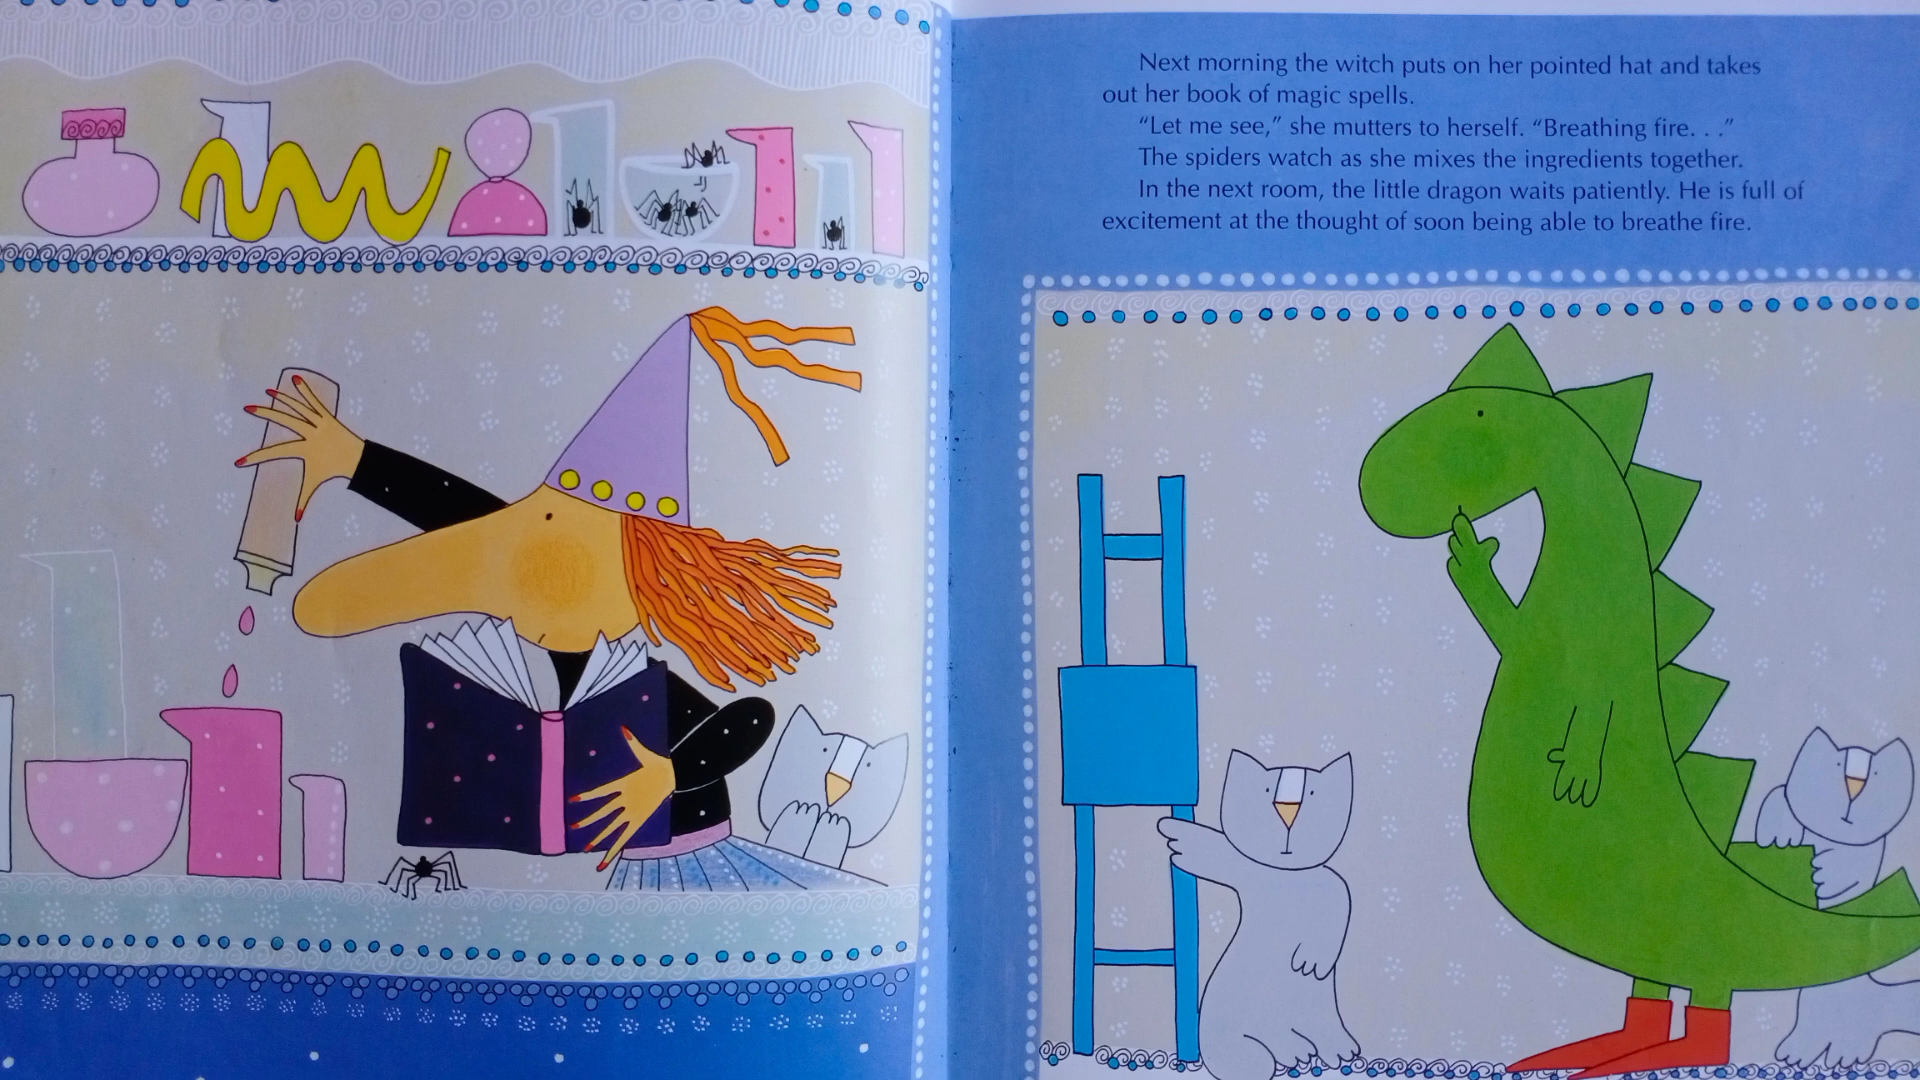 Next morning the witch puts on her pointed hat and takes
out her book of magic spells.
“Let me see,” she mutters to herself. “Breathing fire. . .”
The spiders watch as she mixes the ingredients together.
In the next room, the little dragon waits patiently. He is full of
excitement at the thought of soon being able to breathe fire.